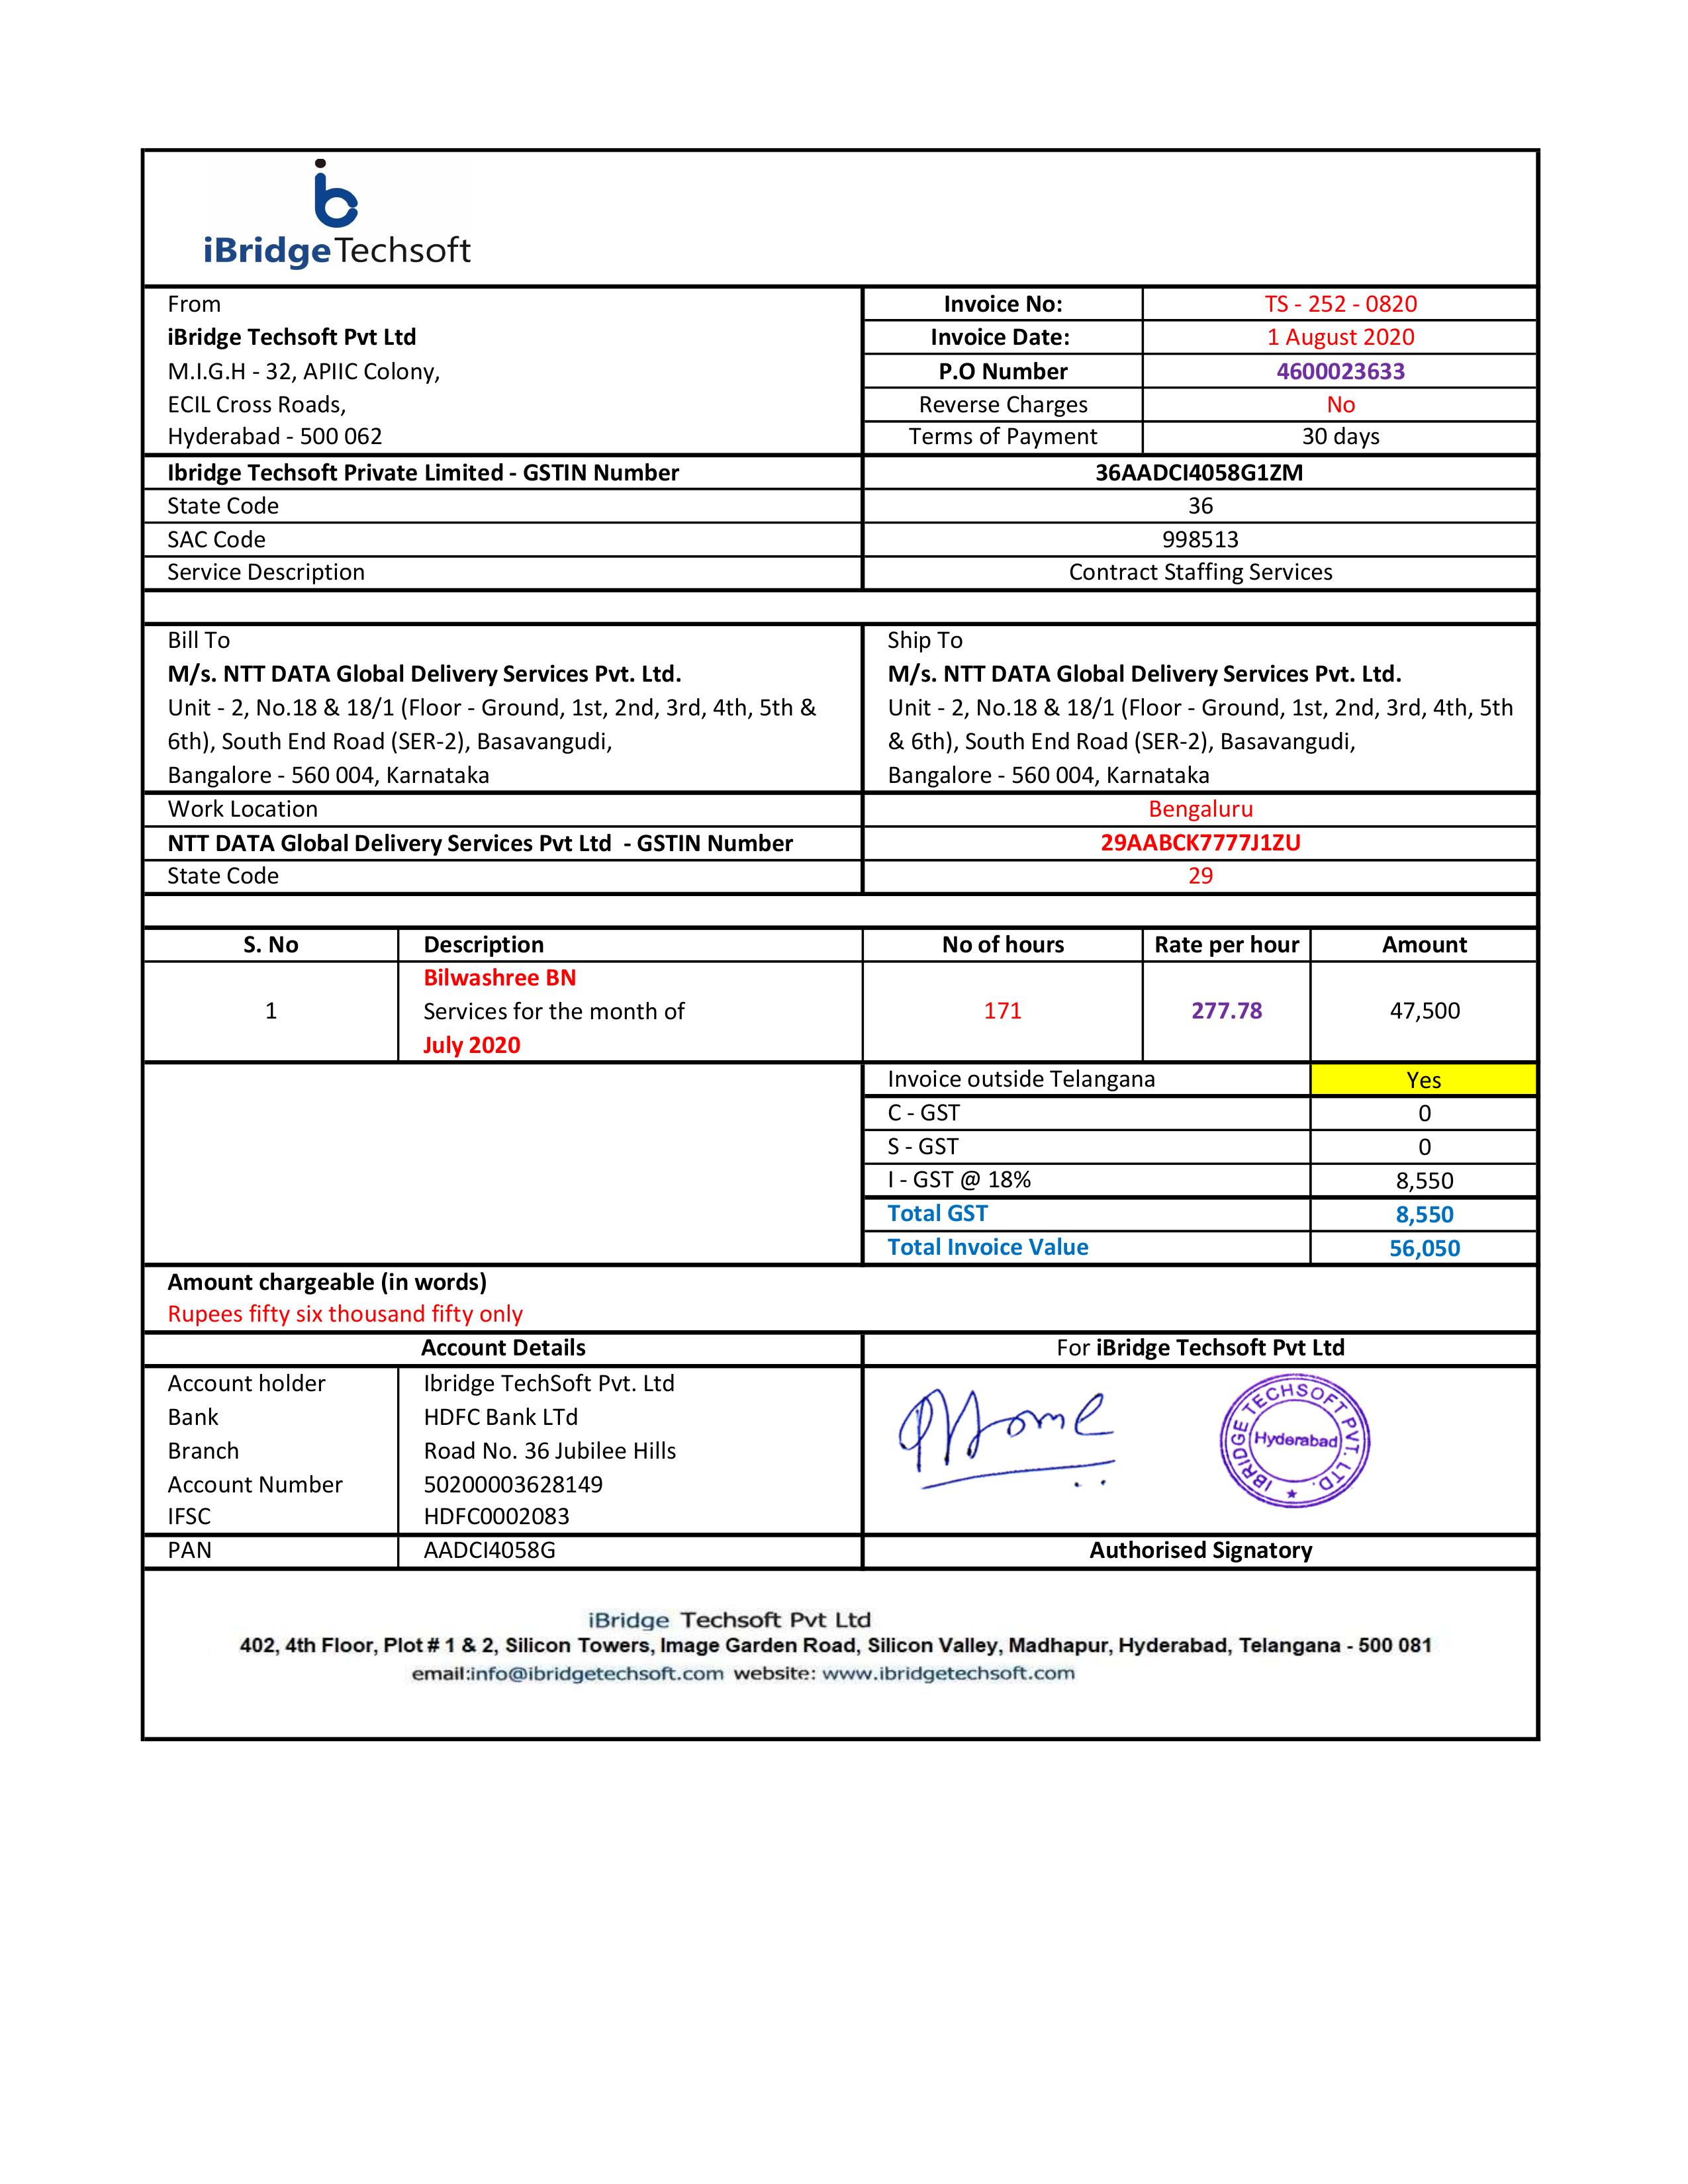 iBridge Techsoft
From
iBridge Techsoft Pvt Ltd
M.I.G.H - 32, APIIC Colony,
ECIL Cross Roads,
Hyderabad - 500 062
Invoice No: TS - 252 - 0820
Invoice Date: 1 August 2020
P.O Number 4600023633
Reverse Charges No
Terms of Payment 30 days
Ibridge Techsoft Private Limited - GSTIN Number 36AADCI4058G1ZM
State Code 36
SAC Code 998513
Service Description Contract Staffing Services
Bill To
M/s. NTT DATA Global Delivery Services Pvt. Ltd.
Unit - 2, No.18 & 18/1 (Floor - Ground, 1st, 2nd, 3rd, 4th, 5th &
6th), South End Road (SER-2), Basavangudi,
Bangalore - 560 004, Karnataka
Ship To
M/s. NTT DATA Global Delivery Services Pvt. Ltd.
Unit - 2, No.18 & 18/1 (Floor - Ground, 1st, 2nd, 3rd, 4th, 5th
& 6th), South End Road (SER-2), Basavangudi,
Bangalore - 560 004, Karnataka
Work Location Bengaluru
NTT DATA Global Delivery Services Pvt Ltd - GSTIN Number 29AABCK7777J1ZU
State Code 29
S. No Description No of hours Rate per hour Amount
Bilwashree BN
1 Services for the month of 171 277.78 47,500
July 2020
Invoice outside Telangana Yes
C - GST 0
S - GST 0
I - GST @ 18% 8,550
Total GST 8,550
Total Invoice Value 56,050
Amount chargeable (in words)
Rupees fifty six thousand fifty only
Account Details
Account holder Ibridge TechSoft Pvt. Ltd
Bank HDFC Bank LTd
Branch Road No. 36 Jubilee Hills
Account Number 50200003628149
IFSC HDFC0002083
PAN AADCI4058G
For iBridge Techsoft Pvt Ltd
IBRIDGE TECHSOFT PVT. LTD.
Hyderabad
Authorised Signatory
iBridge Techsoft Pvt Ltd
402, 4th Floor, Plot # 1 & 2, Silicon Towers, Image Garden Road, Silicon Valley, Madhapur, Hyderabad, Telangana - 500 081
email:info@ibridgetechsoft.com website: www.ibridgetechsoft.com